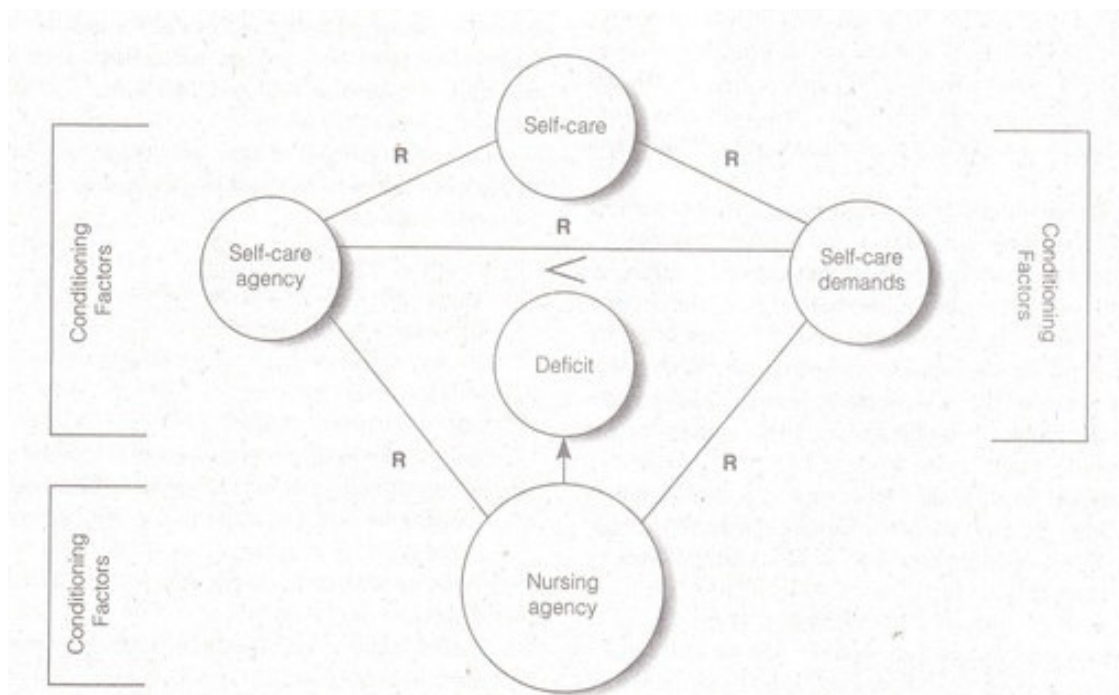 Self-care
R
R
R
Self-care
agency
<
Self-care
demands
Conditioning
Factors
Conditioning
Factors
Deficit
R
R
Conditioning
Factors
Nursing
agency